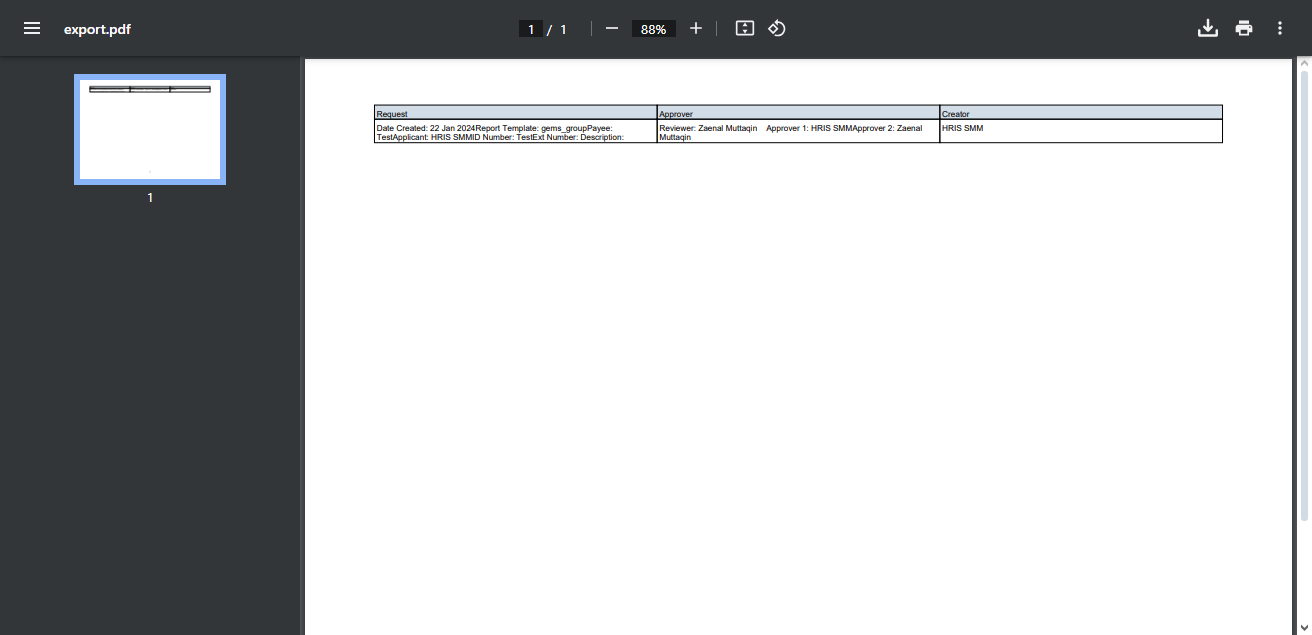 export.pdf
1 / 1
88%
1
Request Approver Creator
Date Created: 22 Jan 2024Report Template: gems_groupPayee:
TestApplicant: HRIS SMMID Number: TestExt Number: Description:
Reviewer: Zaenal Muttaqin Approver 1: HRIS SMMApprover 2: Zaenal
Muttaqin
HRIS SMM